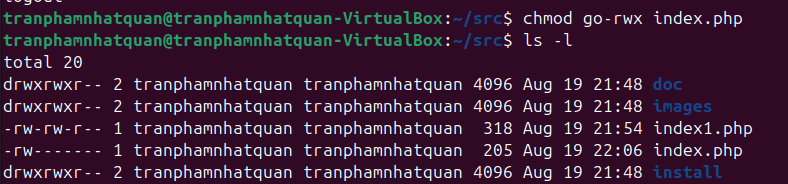 logout
tranphamnhatquan@tranphamnhatquan-VirtualBox:~/src$ chmod go-rwx index.php
tranphamnhatquan@tranphamnhatquan-VirtualBox:~/src$ ls -l
total 20
drwxrwxr-- 2 tranphamnhatquan tranphamnhatquan 4096 Aug 19 21:48 doc
drwxrwxr-- 2 tranphamnhatquan tranphamnhatquan 4096 Aug 19 21:48 images
-rw-rw-r-- 1 tranphamnhatquan tranphamnhatquan  318 Aug 19 21:54 index1.php
-rw------- 1 tranphamnhatquan tranphamnhatquan  205 Aug 19 22:06 index.php
drwxrwxr-- 2 tranphamnhatquan tranphamnhatquan 4096 Aug 19 21:48 install